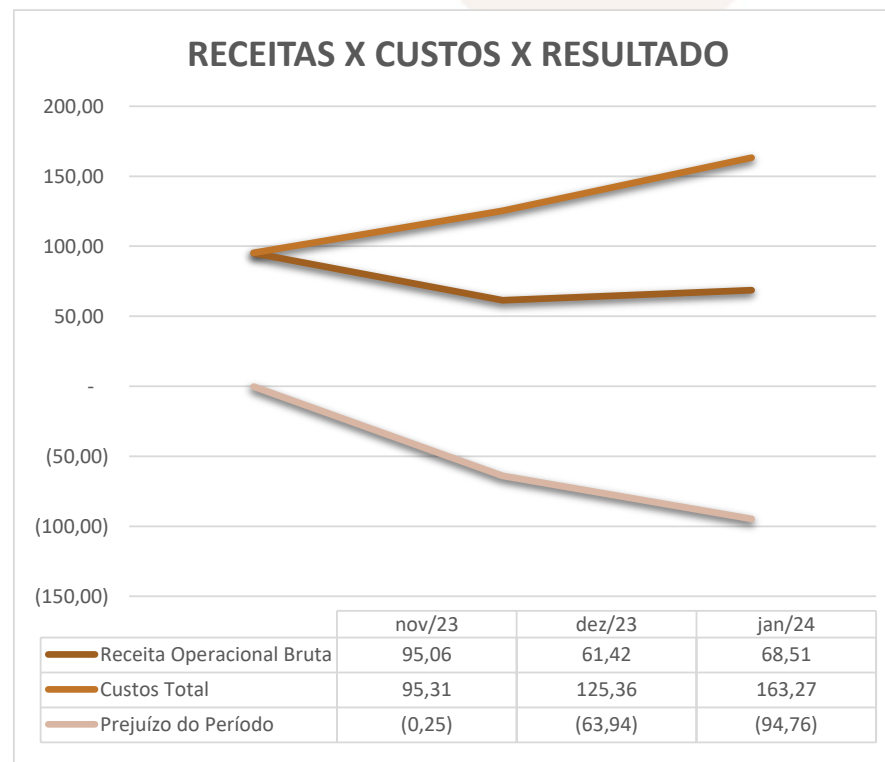 RECEITAS X CUSTOS X RESULTADO
200,00
150,00
100,00
50,00
-
(50,00)
(100,00)
(150,00)
nov/23 dez/23 jan/24
Receita Operacional Bruta 95,06 61,42 68,51
Custos Total 95,31 125,36 163,27
Prejuízo do Período (0,25) (63,94) (94,76)